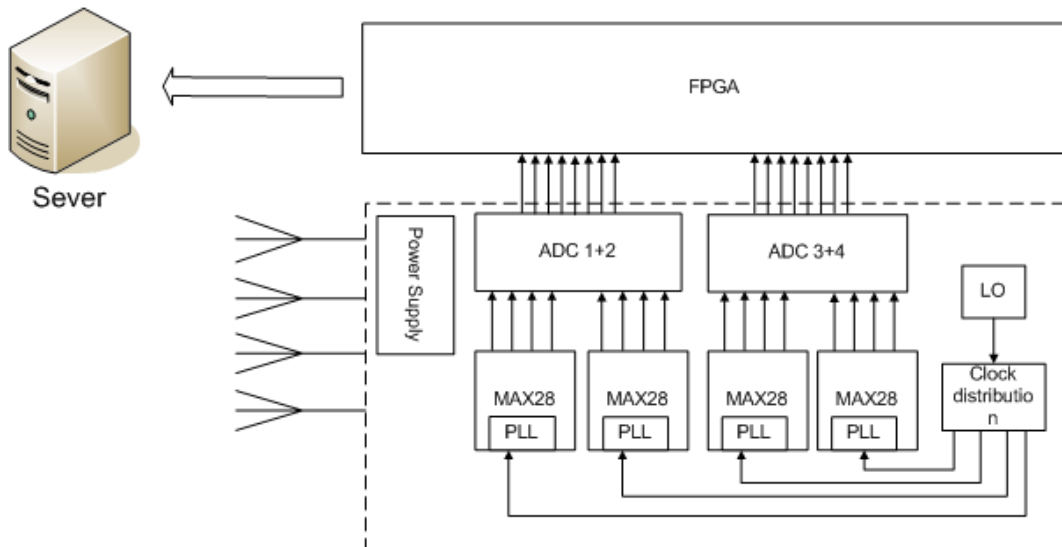 FPGA
Sever
Power Supply
ADC 1+2
ADC 3+4
LO
MAX28
MAX28
MAX28
MAX28
PLL
PLL
PLL
PLL
Clock
distributio
n